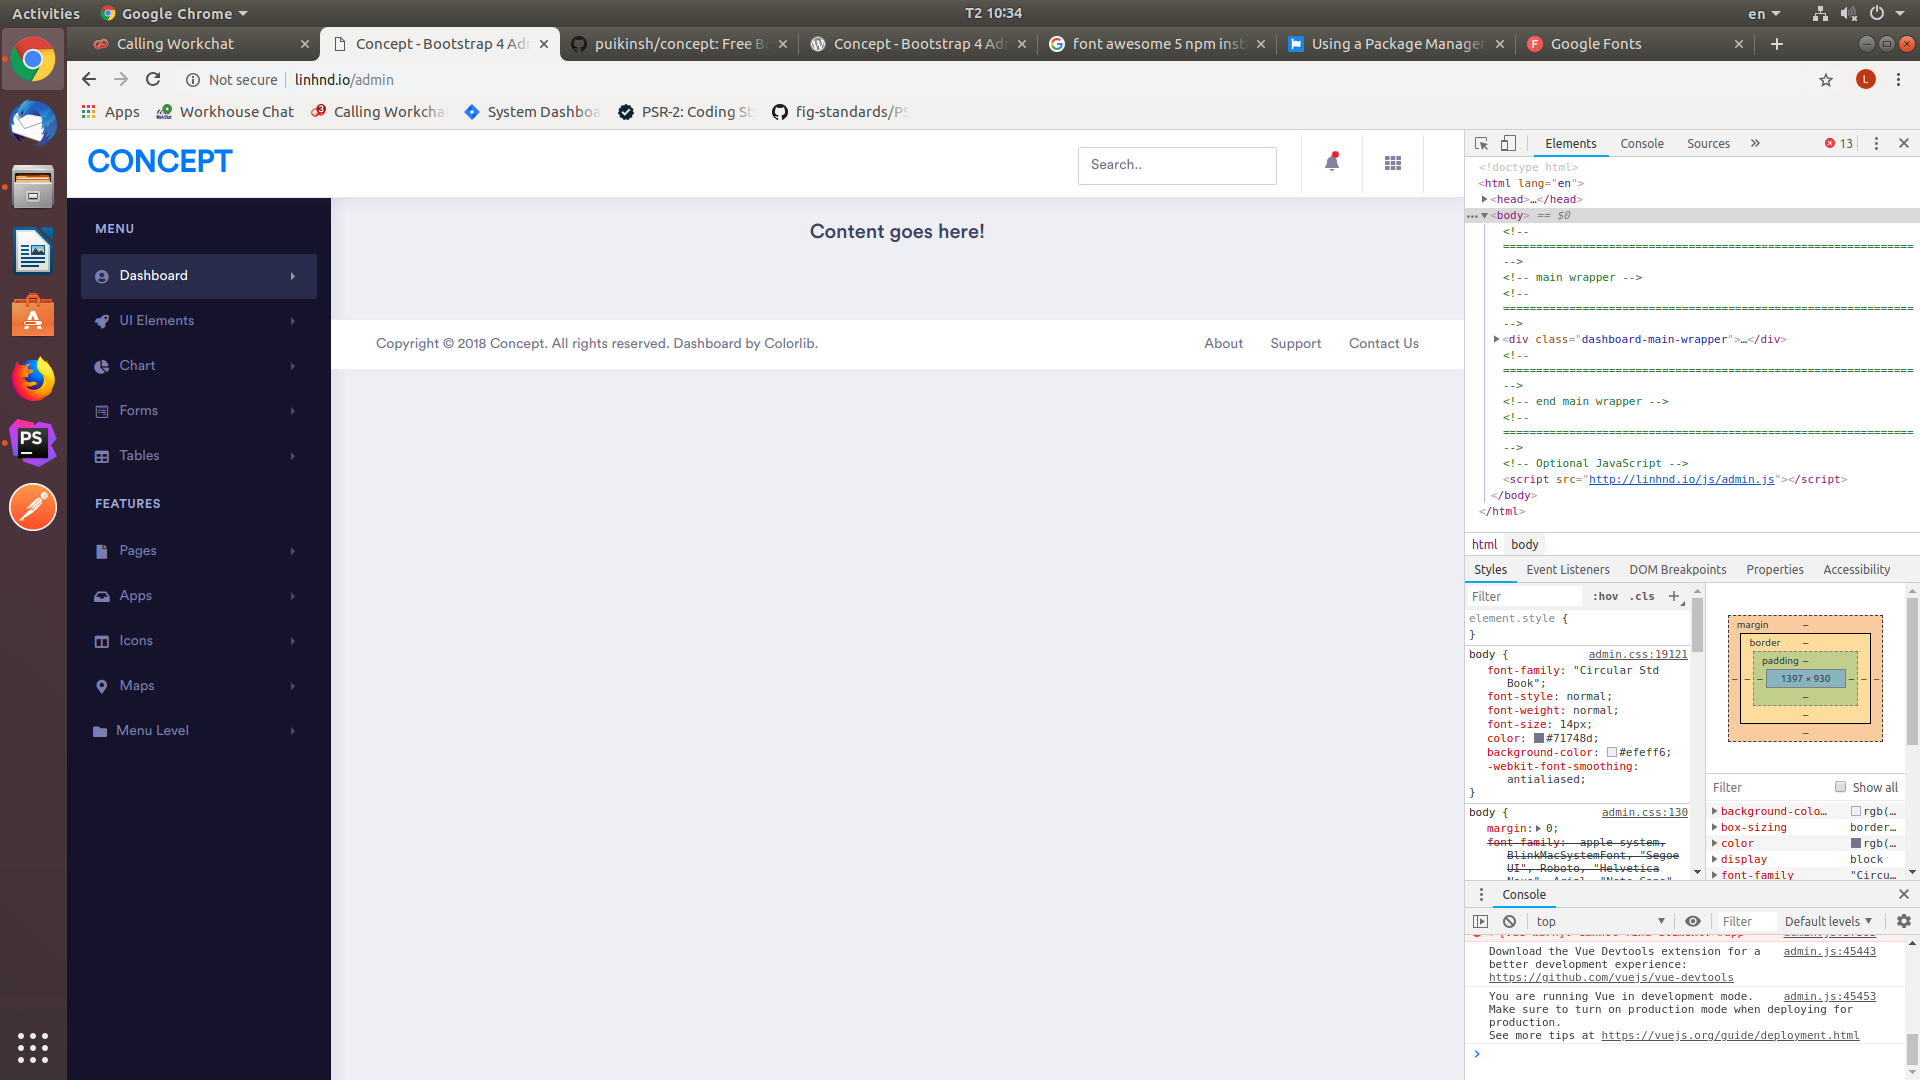 Activities
Google Chrome
T2 10:34
en
Calling Workchat
Concept - Bootstrap 4 Adm
puikinsh/concept: Free Bo
Concept - Bootstrap 4 Adm
font awesome 5 npm inst
Using a Package Manager
Google Fonts
Not secure
linhnd.io/admin
L
Apps
Workhouse Chat
Calling Workcha
System Dashboa
PSR-2: Coding St
fig-standards/PS
CONCEPT
Search..
MENU
Dashboard
UI Elements
Chart
Forms
Tables
FEATURES
Pages
Apps
Icons
Maps
Menu Level
Content goes here!
Copyright © 2018 Concept. All rights reserved. Dashboard by Colorlib.
About
Support
Contact Us
Elements
Console
Sources
13
<!doctype html>
<html lang="en">
<head>…</head>
<body> == $0
<!--
==============================================================
-->
<!-- main wrapper -->
<!--
==============================================================
-->
<div class="dashboard-main-wrapper">…</div>
<!--
==============================================================
-->
<!-- end main wrapper -->
<!--
==============================================================
-->
<!-- Optional JavaScript -->
<script src="http://linhnd.io/js/admin.js"></script>
</body>
</html>
html
body
Styles
Event Listeners
DOM Breakpoints
Properties
Accessibility
Filter
:hov
.cls
element.style {
}
body {
admin.css:19121
font-family: "Circular Std
Book";
font-style: normal;
font-weight: normal;
font-size: 14px;
color: #71748d;
background-color: #efeff6;
-webkit-font-smoothing:
antialiased;
}
body {
admin.css:130
margin: 0;
font-family: -apple-system,
BlinkMacSystemFont, "Segoe
UI", Roboto, "Helvetica
Neue", Arial, "Noto Sans",
margin
border
padding
1397 × 930
Filter
Show all
background-colo…
rgb(…
box-sizing
border…
color
rgb(…
display
block
font-family
"Circu…
Console
top
Filter
Default levels
Download the Vue Devtools extension for a
better development experience:
https://github.com/vuejs/vue-devtools
admin.js:45443
You are running Vue in development mode.
Make sure to turn on production mode when deploying for
production.
See more tips at https://vuejs.org/guide/deployment.html
admin.js:45453
PS